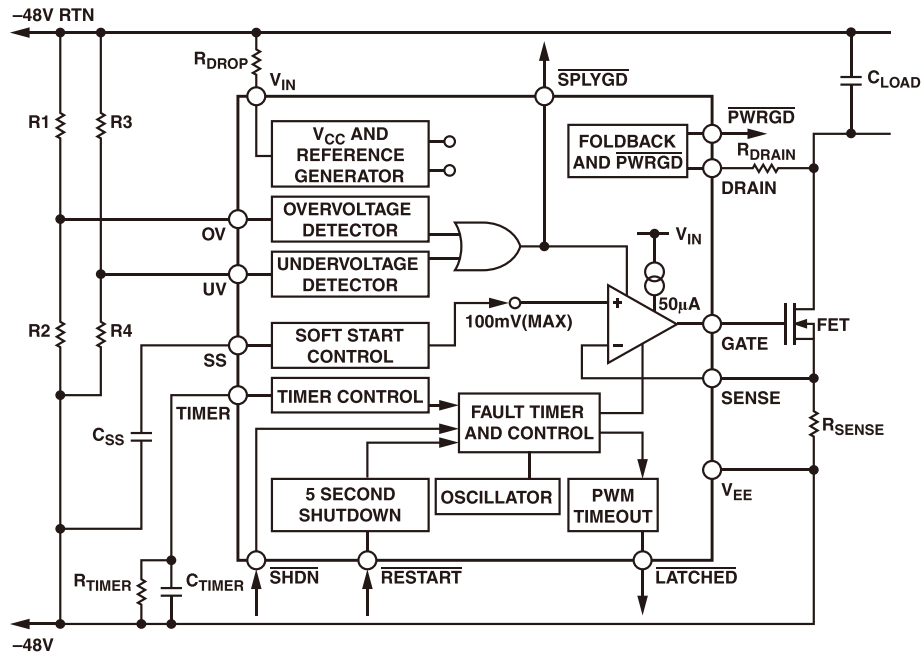 –48V RTN
RDROP
VIN
SPLYGD
CLOAD
R1
R3
VCC AND
REFERENCE
GENERATOR
FOLDBACK
AND PWRGD
PWRGD
RDRAIN
DRAIN
OV
OVERVOLTAGE
DETECTOR
UV
UNDERVOLTAGE
DETECTOR
VIN
50µA
+
–
100mV(MAX)
GATE
FET
R2
R4
SS
SOFT START
CONTROL
TIMER
TIMER CONTROL
SENSE
CSS
FAULT TIMER
AND CONTROL
RSENSE
5 SECOND
SHUTDOWN
OSCILLATOR
PWM
TIMEOUT
VEE
RTIMER
CTIMER
SHDN
RESTART
LATCHED
–48V